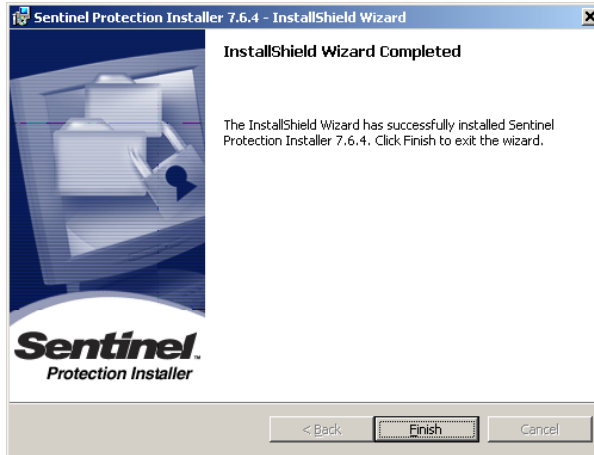 Sentinel Protection Installer 7.6.4 - InstallShield Wizard
InstallShield Wizard Completed
The InstallShield Wizard has successfully installed Sentinel
Protection Installer 7.6.4. Click Finish to exit the wizard.
Sentinel™
Protection Installer
< Back
Finish
Cancel